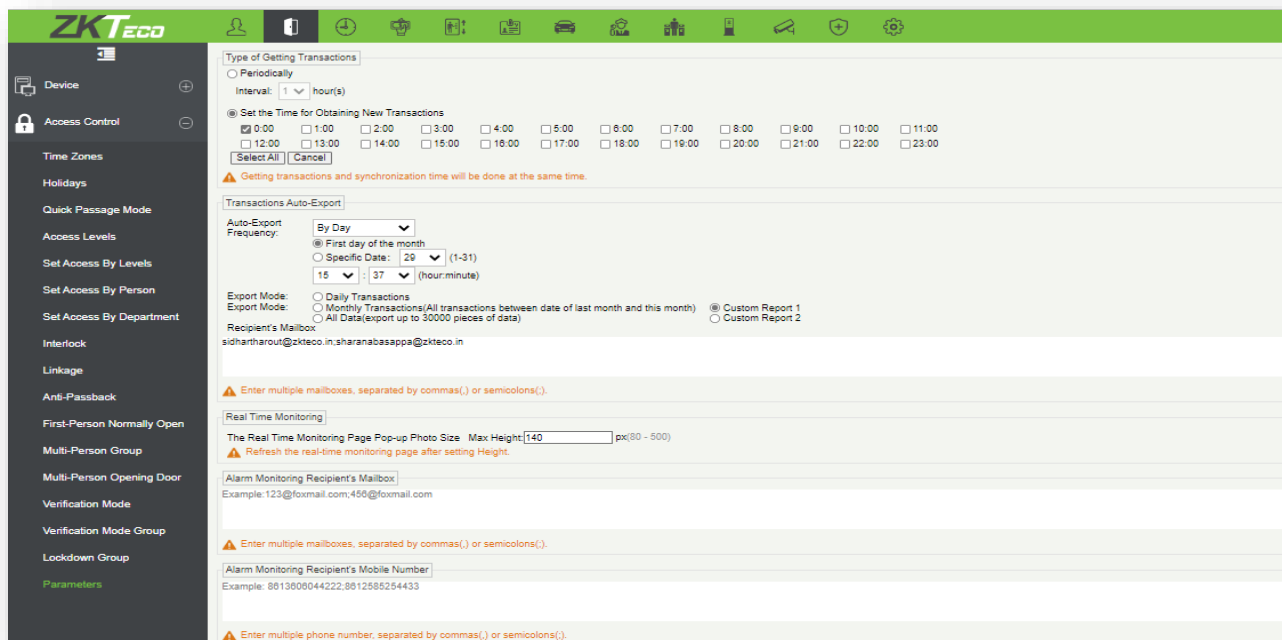 ZKTECO
Device
Access Control
Time Zones
Holidays
Quick Passage Mode
Access Levels
Set Access By Levels
Set Access By Person
Set Access By Department
Interlock
Linkage
Anti-Passback
First-Person Normally Open
Multi-Person Group
Multi-Person Opening Door
Verification Mode
Verification Mode Group
Lockdown Group
Parameters
Type of Getting Transactions
Periodically
Interval: 1 hour(s)
Set the Time for Obtaining New Transactions
0:00 1:00 2:00 3:00 4:00 5:00 6:00 7:00 8:00 9:00 10:00 11:00
12:00 13:00 14:00 15:00 16:00 17:00 18:00 19:00 20:00 21:00 22:00 23:00
Select All Cancel
Getting transactions and synchronization time will be done at the same time.
Transactions Auto-Export
Auto-Export Frequency: By Day
First day of the month
Specific Date: 29 (1-31)
15 : 37 (hour:minute)
Export Mode: Daily Transactions
Export Mode: Monthly Transactions(All transactions between date of last month and this month) Custom Report 1
All Data(export up to 30000 pieces of data) Custom Report 2
Recipient's Mailbox
sidhartharout@zkteco.in;sharanabasappa@zkteco.in
Enter multiple mailboxes, separated by commas(,) or semicolons(;).
Real Time Monitoring
The Real Time Monitoring Page Pop-up Photo Size Max Height:140 px(80 - 500)
Refresh the real-time monitoring page after setting Height.
Alarm Monitoring Recipient's Mailbox
Example:123@foxmail.com;456@foxmail.com
Enter multiple mailboxes, separated by commas(,) or semicolons(;).
Alarm Monitoring Recipient's Mobile Number
Example: 8613606044222;8612585254433
Enter multiple phone number, separated by commas(,) or semicolons(;).